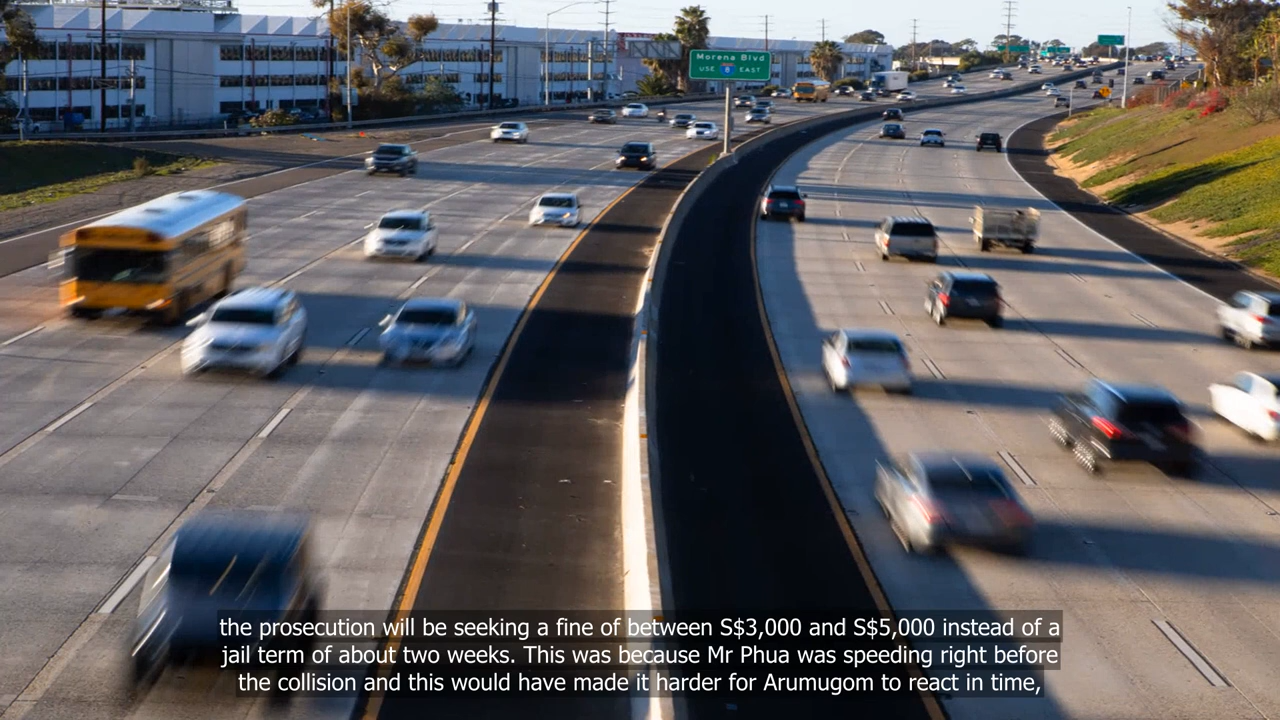 Morena Blvd
USE 8 EAST
the prosecution will be seeking a fine of between S$3,000 and S$5,000 instead of a
jail term of about two weeks. This was because Mr Phua was speeding right before
the collision and this would have made it harder for Arumugom to react in time,